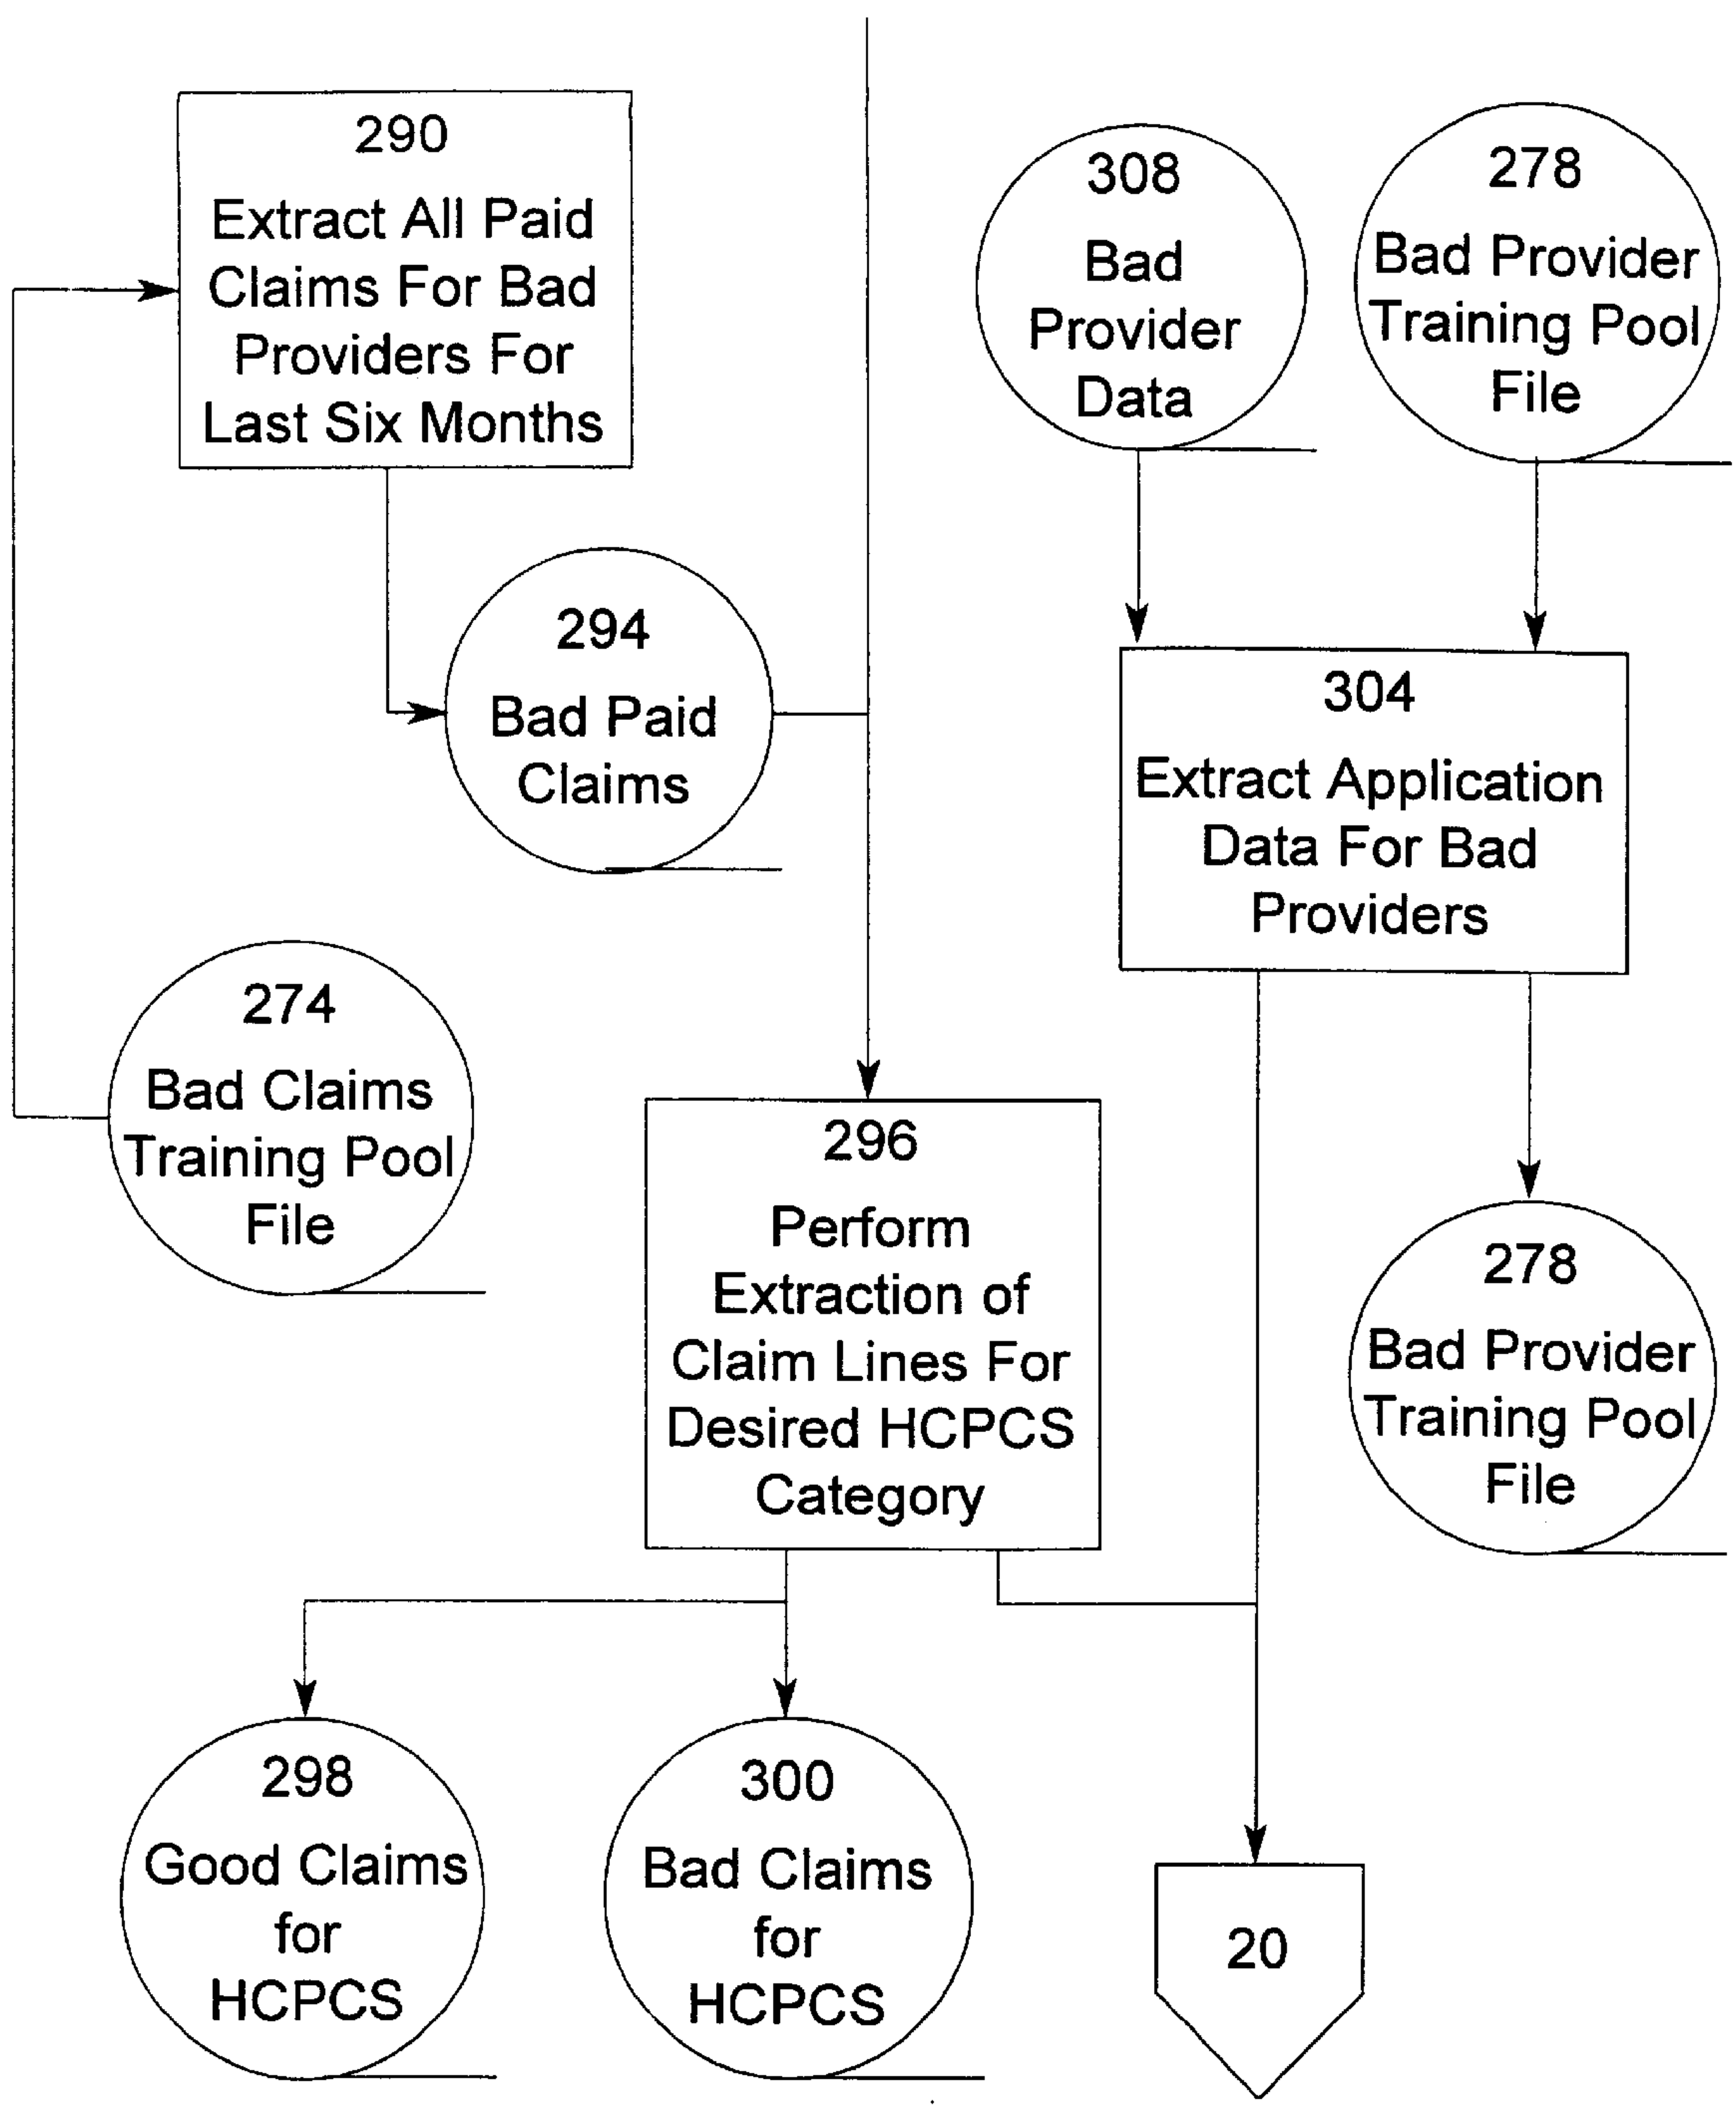 290
Extract All Paid
Claims For Bad
Providers For
Last Six Months
308
Bad
Provider
Data
278
Bad Provider
Training Pool
File
294
Bad Paid
Claims
304
Extract Application
Data For Bad
Providers
274
Bad Claims
Training Pool
File
296
Perform
Extraction of
Claim Lines For
Desired HCPCS
Category
278
Bad Provider
Training Pool
File
298
Good Claims
for
HCPCS
300
Bad Claims
for
HCPCS
20